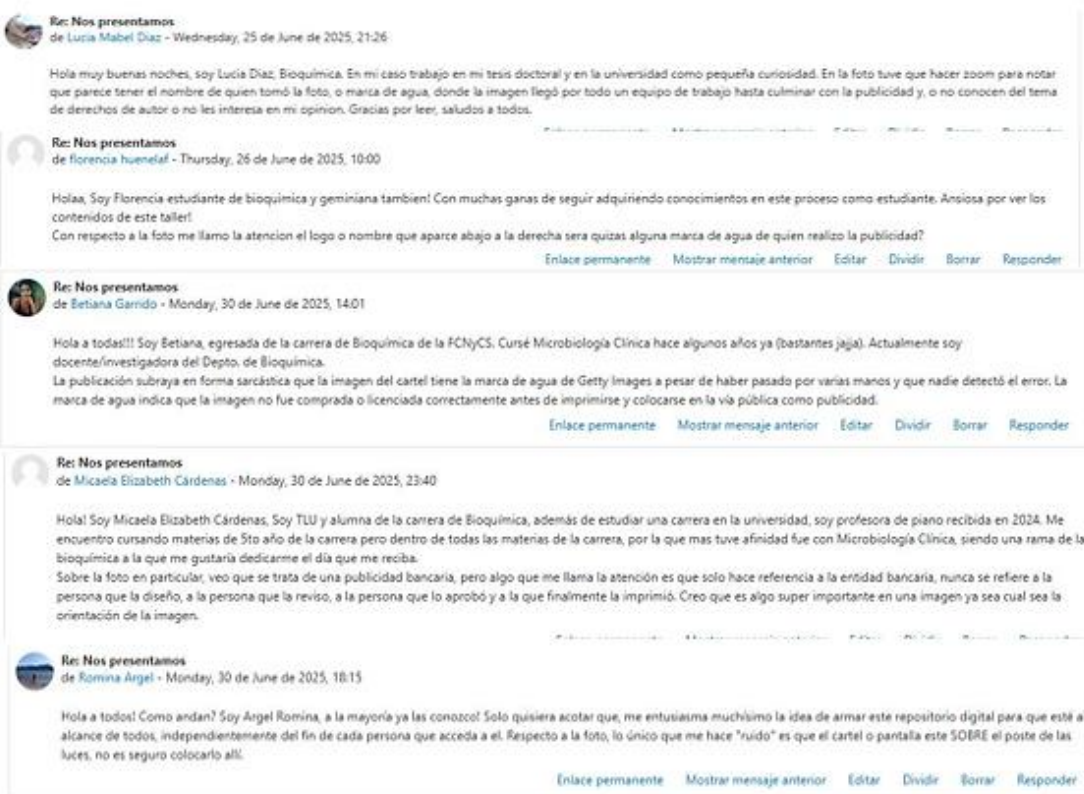 Re: Nos presentamos
de Lucia Mabel Diaz - Wednesday, 25 de June de 2025, 21:26
Hola muy buenas noches, soy Lucia Diaz, Bioquímica. En mi caso trabajo en mi tesis doctoral y en la universidad como pequeña curiosidad. En la foto tuve que hacer zoom para notar
que parece tener el nombre de quien tomó la foto, o marca de agua, donde la imagen llegó por todo un equipo de trabajo hasta culminar con la publicidad y, o no conocen del tema
de derechos de autor o no les interesa en mi opinion. Gracias por leer, saludos a todos.
Re: Nos presentamos
de florencia huenelaf - Thursday, 26 de June de 2025, 10:00
Holaa, Soy Florencia estudiante de bioquimica y geminiana tambien! Con muchas ganas de seguir adquiriendo conocimientos en este proceso como estudiante. Ansiosa por ver los
contenidos de este taller!
Con respecto a la foto me llamo la atencion el logo o nombre que aparce abajo a la derecha sera quizas alguna marca de agua de quien realizo la publicidad?
Enlace permanente Mostrar mensaje anterior Editar Dividir Borrar Responder
Re: Nos presentamos
de Betiana Garrido - Monday, 30 de June de 2025, 14:01
Hola a todas!!! Soy Betiana, egresada de la carrera de Bioquímica de la FCNyCS. Cursé Microbiología Clínica hace algunos años ya (bastantes jajja). Actualmente soy
docente/investigadora del Depto. de Bioquímica.
La publicación subraya en forma sarcástica que la imagen del cartel tiene la marca de agua de Getty Images a pesar de haber pasado por varias manos y que nadie detectó el error. La
marca de agua indica que la imagen no fue comprada o licenciada correctamente antes de imprimirse y colocarse en la vía pública como publicidad.
Enlace permanente Mostrar mensaje anterior Editar Dividir Borrar Responder
Re: Nos presentamos
de Micaela Elizabeth Cárdenas - Monday, 30 de June de 2025, 23:40
Hola! Soy Micaela Elizabeth Cárdenas, Soy TLU y alumna de la carrera de Bioquímica, además de estudiar una carrera en la universidad, soy profesora de piano recibida en 2024. Me
encuentro cursando materias de 5to año de la carrera pero dentro de todas las materias de la carrera, por la que mas tuve afinidad fue con Microbiología Clínica, siendo una rama de la
bioquímica a la que me gustaría dedicarme el día que me reciba.
Sobre la foto en particular, veo que se trata de una publicidad bancaria, pero algo que me llama la atención es que solo hace referencia a la entidad bancaria, nunca se refiere a la
persona que la diseño, a la persona que la reviso, a la persona que lo aprobó y a la que finalmente la imprimió. Creo que es algo super importante en una imagen ya sea cual sea la
orientación de la imagen.
Re: Nos presentamos
de Romina Argel - Monday, 30 de June de 2025, 18:15
Hola a todos! Como andan? Soy Argel Romina, a la mayoría ya las conozco! Solo quisiera acotar que, me entusiasma muchísimo la idea de armar este repositorio digital para que esté a
alcance de todos, independientemente del fin de cada persona que acceda a el. Respecto a la foto, lo único que me hace "ruido" es que el cartel o pantalla este SOBRE el poste de las
luces, no es seguro colocarlo allí.
Enlace permanente Mostrar mensaje anterior Editar Dividir Borrar Responder